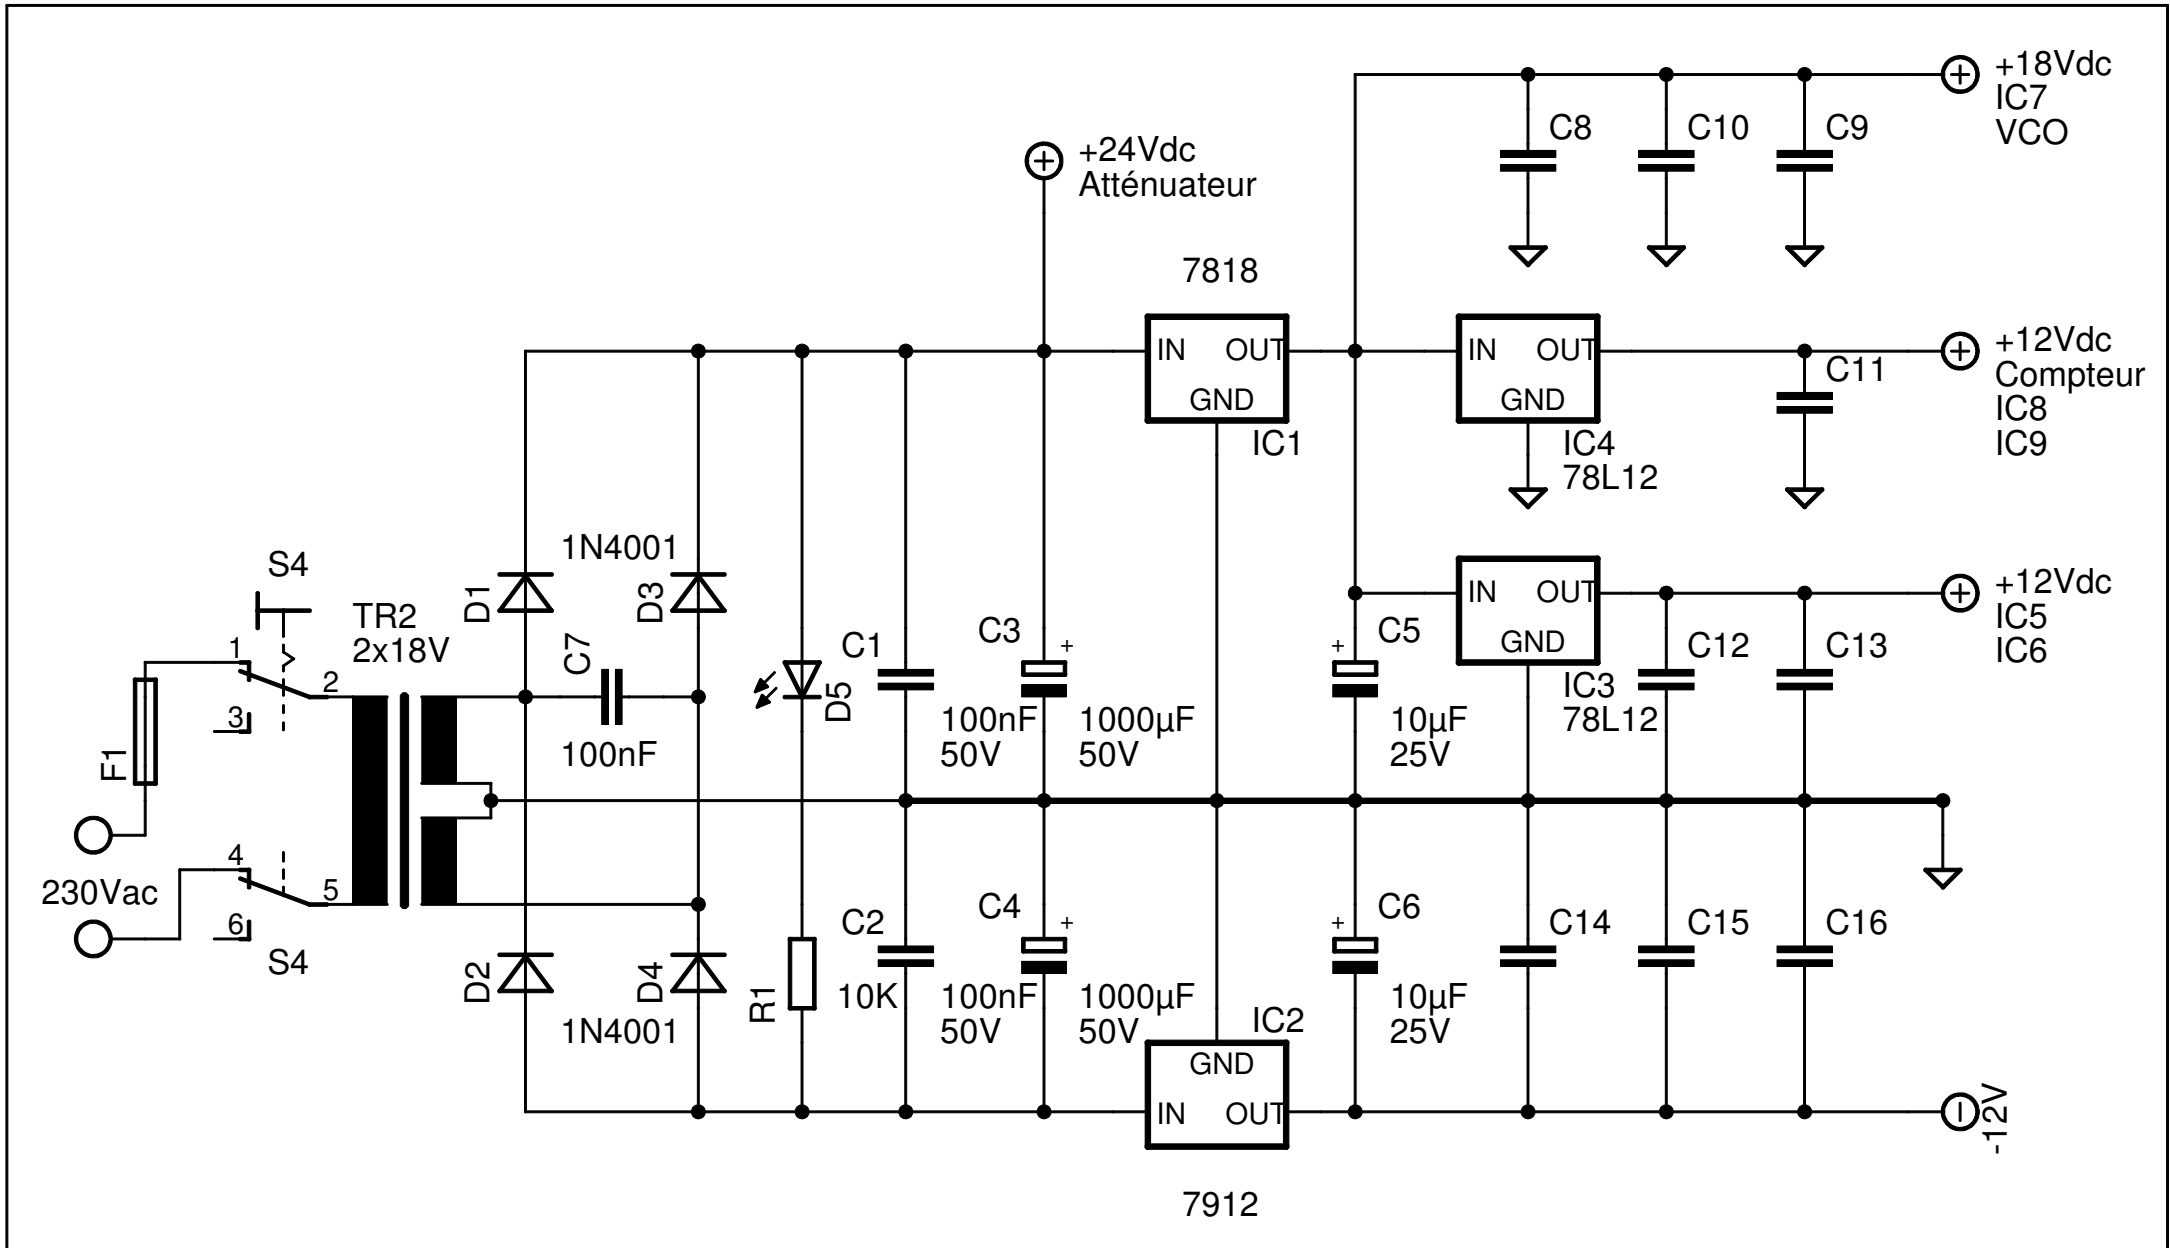 +18Vdc
IC7
VCO
C8
C10
C9
+24Vdc
Atténuateur
7818
IN
OUT
GND
IC1
IN
OUT
GND
IC4
78L12
C11
+12Vdc
Compteur
IC8
IC9
S4
1
2
3
TR2
2x18V
F1
230Vac
4
5
6
S4
1N4001
D1
D3
C7
100nF
D5
C1
100nF
50V
C3
+
1000µF
50V
C5
+
10µF
25V
IN
OUT
GND
IC3
78L12
C12
C13
+12Vdc
IC5
IC6
D2
D4
1N4001
R1
10K
C2
100nF
50V
C4
+
1000µF
50V
C6
+
10µF
25V
C14
C15
C16
IC2
GND
IN
OUT
7912
-12V